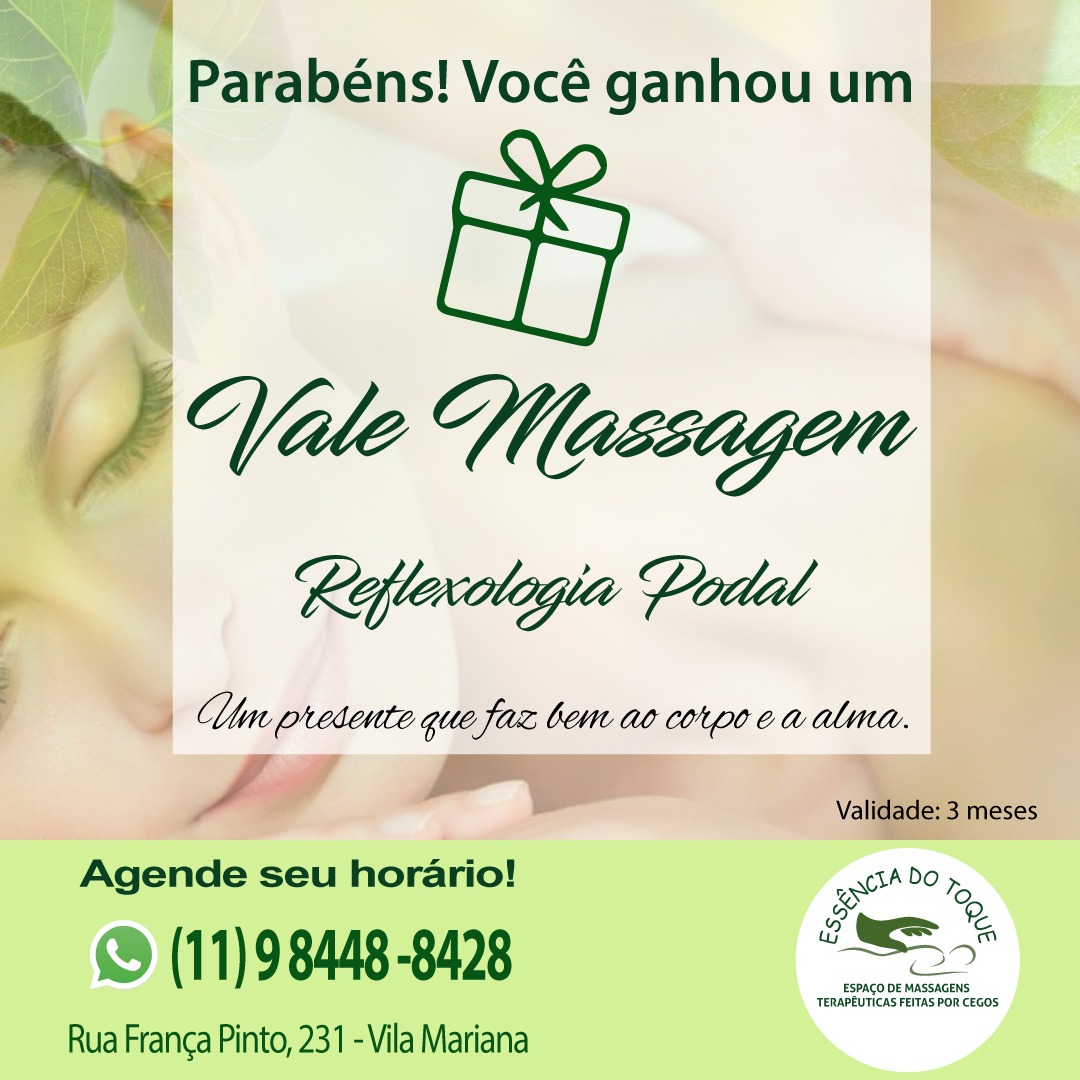 Parabéns! Você ganhou um
Vale Massagem
Reflexologia Podal
Um presente que faz bem ao corpo e a alma.
Validade: 3 meses
Agende seu horário!
(11) 9 8448-8428
Rua França Pinto, 231 - Vila Mariana
ESSÊNCIA DO TOQUE
ESPAÇO DE MASSAGENS
TERAPÊUTICAS FEITAS POR CEGOS